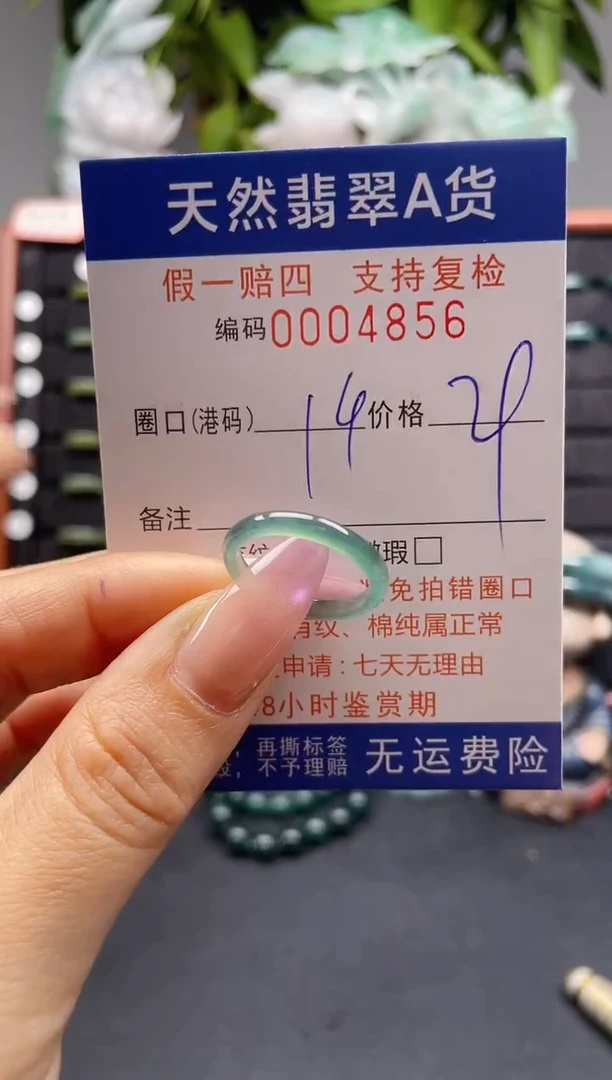 天然翡翠A货
假一赔四 支持复检
编码0004856
圈口(港码) 14 价格
备注
瑕□
免拍错圈口
纹、棉纯属正常
申请:七天无理由
8小时鉴赏期
再撕标签
,不予理赔
无运费险